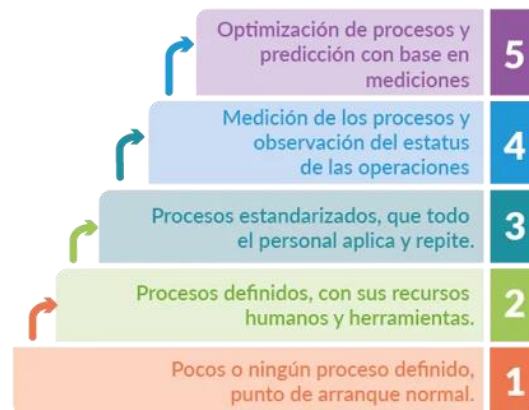 Optimización de procesos y
predicción con base en
mediciones
5
Medición de los procesos y
observación del estatus
de las operaciones
4
Procesos estandarizados, que todo
el personal aplica y repite.
3
Procesos definidos, con sus recursos
humanos y herramientas.
2
Pocos o ningún proceso definido,
punto de arranque normal.
1